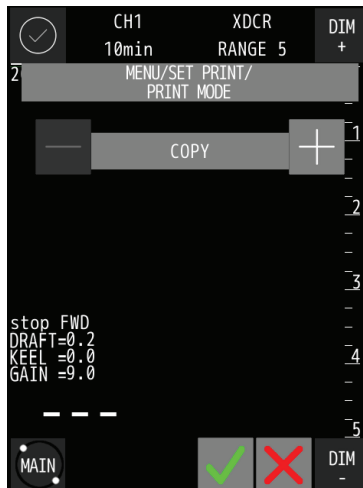 CH1 XDCR DIM
10min RANGE 5 +
2
MENU/SET PRINT/
PRINT MODE
COPY
1
2
3
stop FWD
DRAFT=0.2
KEEL =0.0
GAIN =9.0
4
– – –
5
MAIN DIM
-